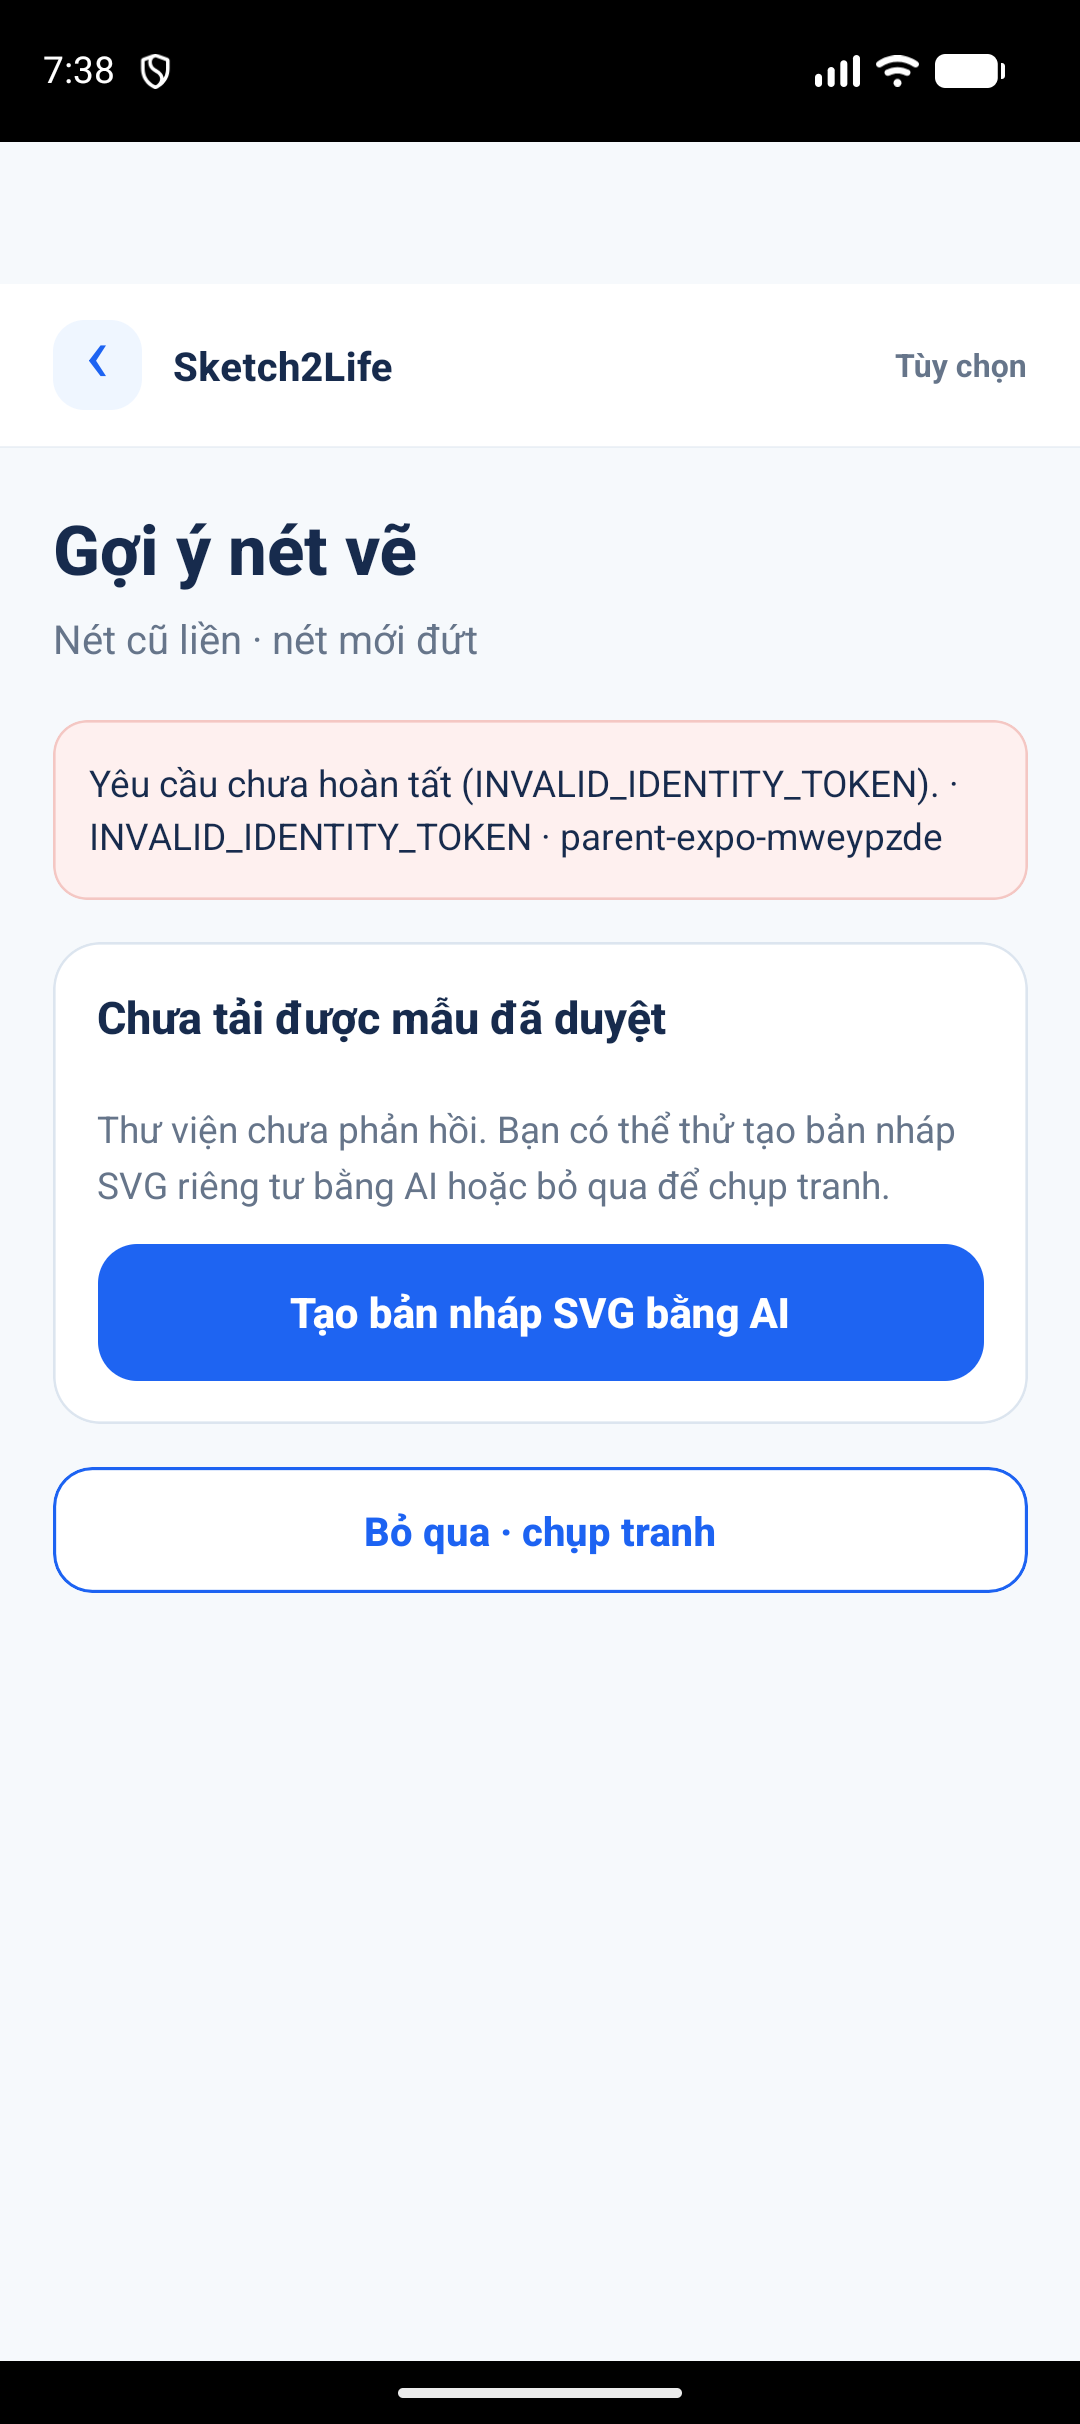 7:38
Sketch2Life
Tùy chọn
Gợi ý nét vẽ
Nét cũ liền · nét mới đứt
Yêu cầu chưa hoàn tất (INVALID_IDENTITY_TOKEN). ·
INVALID_IDENTITY_TOKEN · parent-expo-mweypzde
Chưa tải được mẫu đã duyệt
Thư viện chưa phản hồi. Bạn có thể thử tạo bản nháp
SVG riêng tư bằng AI hoặc bỏ qua để chụp tranh.
Tạo bản nháp SVG bằng AI
Bỏ qua · chụp tranh